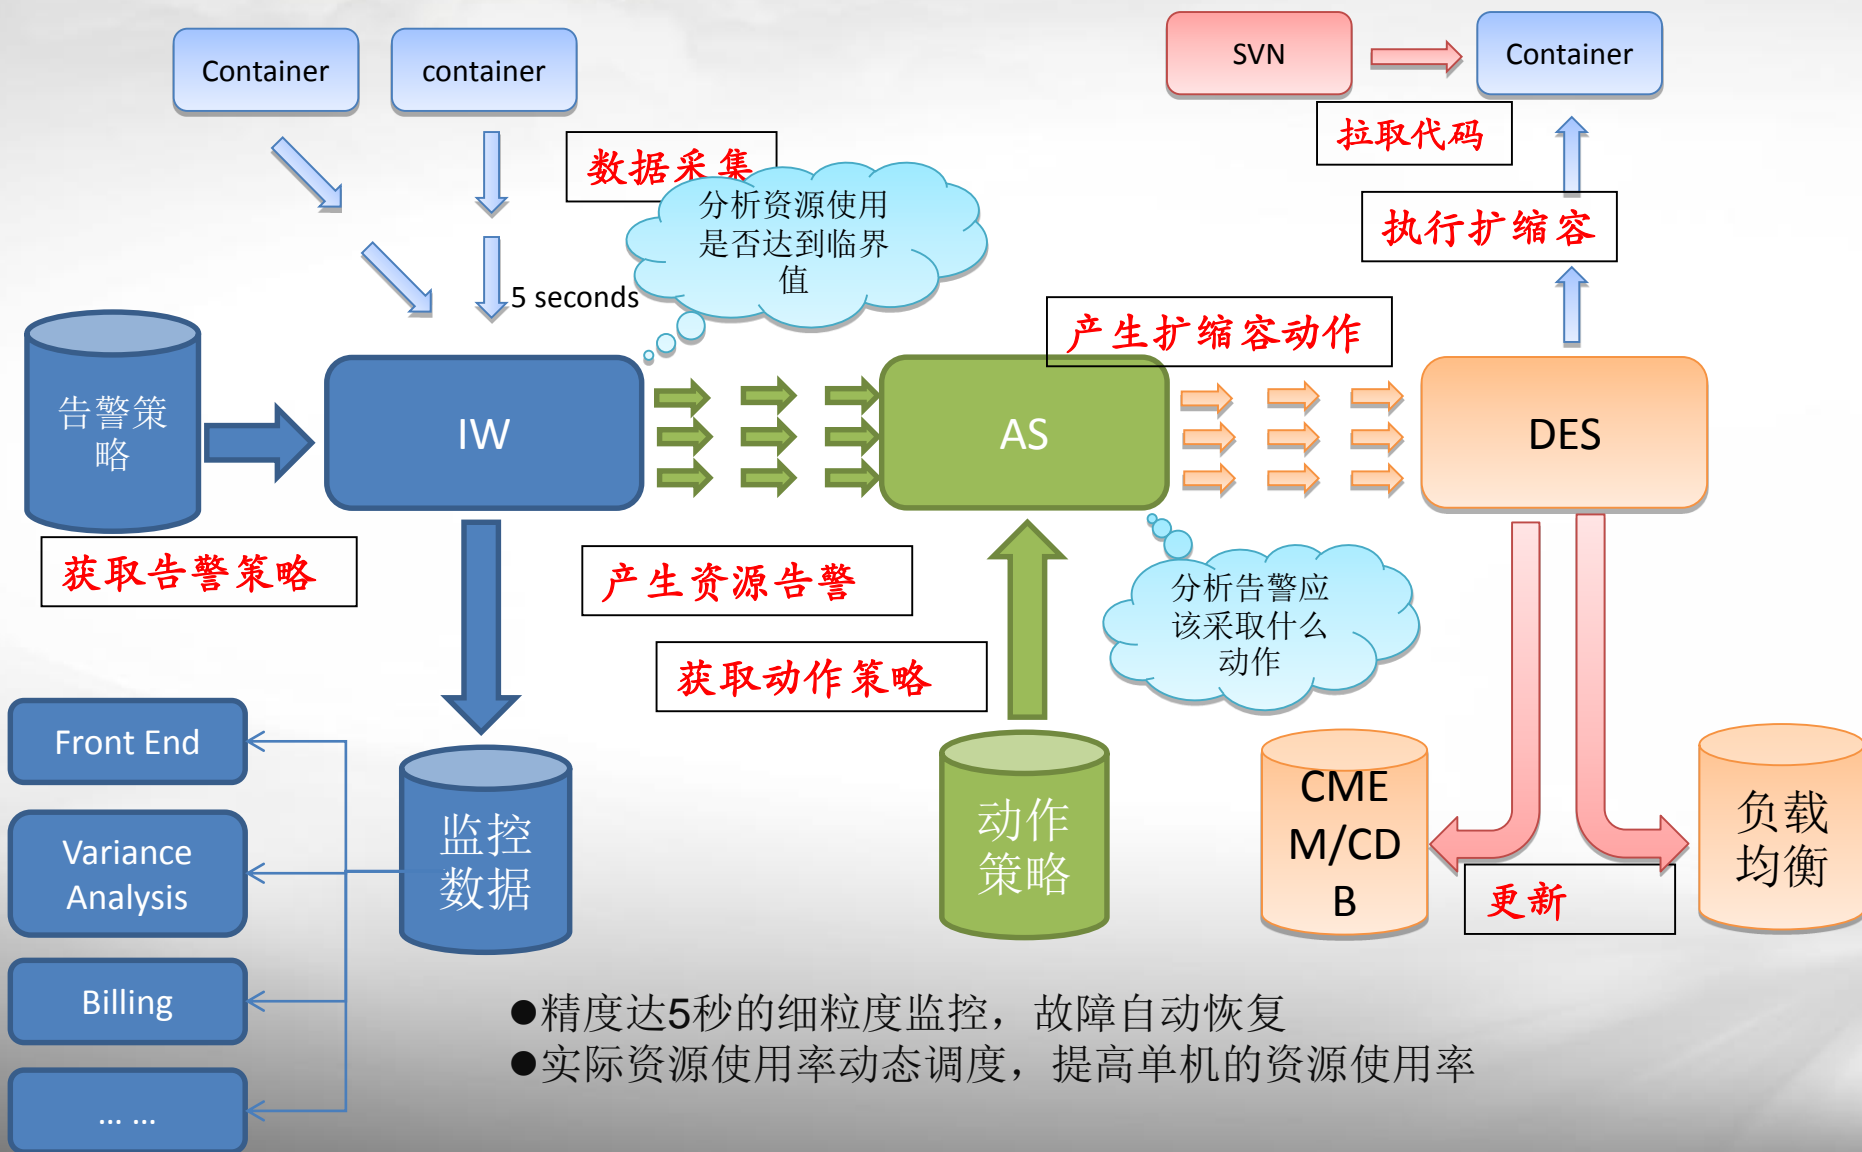 Container
container
SVN
Container
数据采集
拉取代码
分析资源使用
是否达到临界
值
执行扩缩容
5 seconds
产生扩缩容动作
告警策
略
IW
AS
DES
获取告警策略
产生资源告警
分析告警应
该采取什么
动作
获取动作策略
Front End
Variance
Analysis
Billing
... ...
监控
数据
动作
策略
CME
M/CD
B
更新
负载
均衡
●精度达5秒的细粒度监控，故障自动恢复
●实际资源使用率动态调度，提高单机的资源使用率